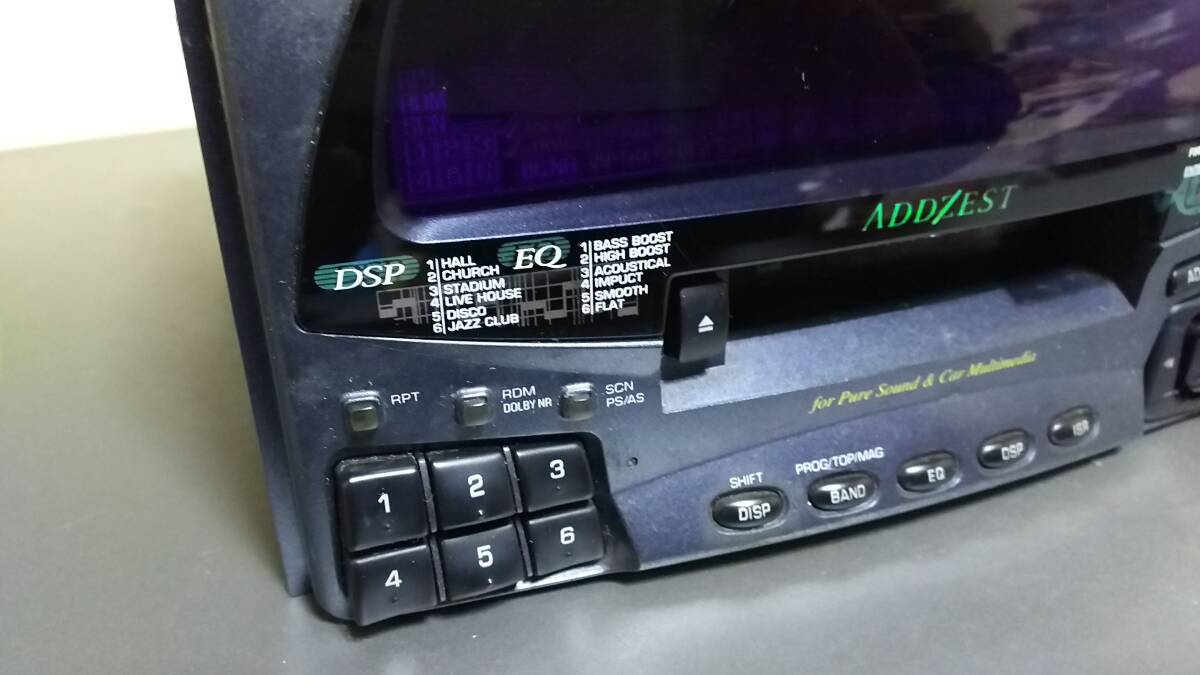 RDM
SCN
ADDZEST
DSP
1 HALL
2 CHURCH
3 STADIUM
4 LIVE HOUSE
5 DISCO
6 JAZZ CLUB
EQ
1 BASS BOOST
2 HIGH BOOST
3 ACOUSTICAL
4 IMPUCT
5 SMOOTH
6 FLAT
for Pure Sound & Car Multimedia
RPT
RDM
DOLBY NR
SCN
PS/AS
1
2
3
4
5
6
SHIFT
DISP
PROG/TOP/MAG
BAND
EQ
DSP
ISR